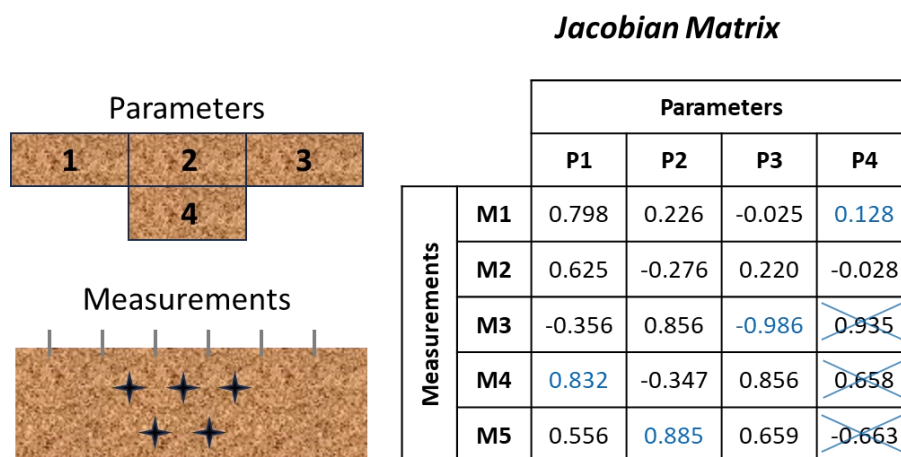 Jacobian Matrix
Parameters
1 2 3
4
Measurements
Parameters
P1 P2 P3 P4
Measurements
M1 0.798 0.226 -0.025 0.128
M2 0.625 -0.276 0.220 -0.028
M3 -0.356 0.856 -0.986 0.935
M4 0.832 -0.347 0.856 0.658
M5 0.556 0.885 0.659 -0.663